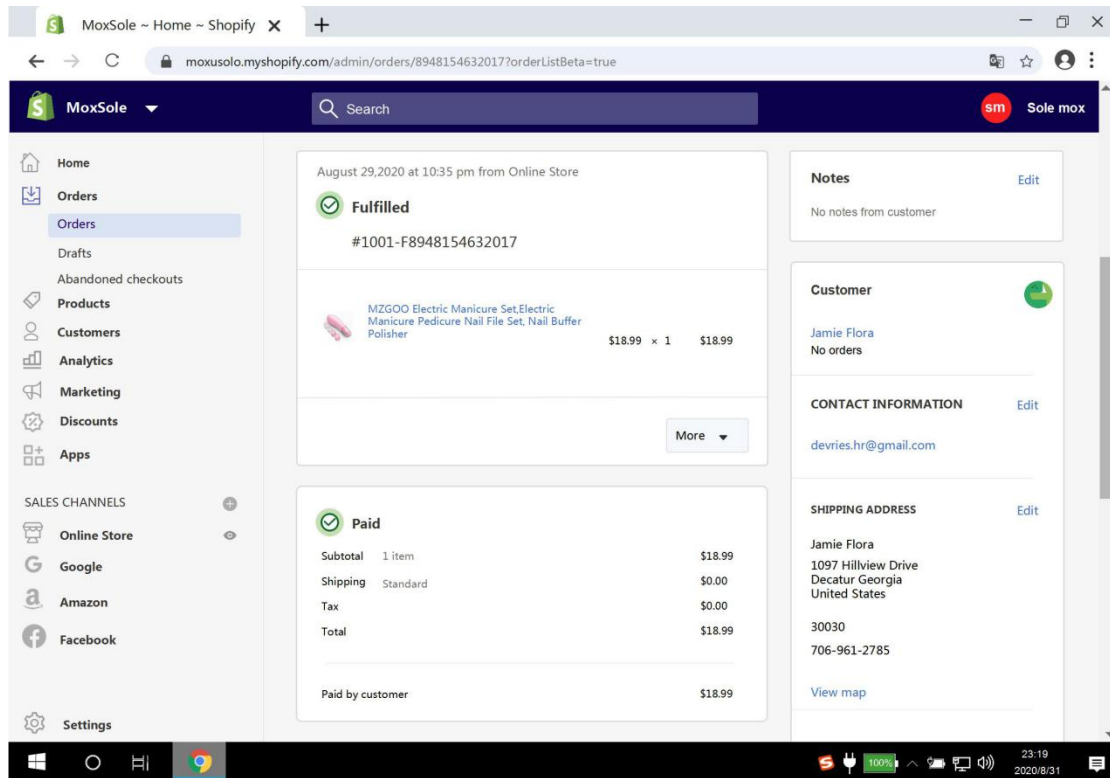 MoxSole ~ Home ~ Shopify
moxusolo.myshopify.com/admin/orders/8948154632017?orderListBeta=true
MoxSole
Search
sm
Sole mox
Home
Orders
Orders
Drafts
Abandoned checkouts
Products
Customers
Analytics
Marketing
Discounts
Apps
SALES CHANNELS
Online Store
Google
Amazon
Facebook
Settings
August 29,2020 at 10:35 pm from Online Store
Fulfilled
#1001-F8948154632017
MZGOO Electric Manicure Set,Electric
Manicure Pedicure Nail File Set, Nail Buffer
Polisher
$18.99 × 1 $18.99
More
Paid
Subtotal 1 item $18.99
Shipping Standard $0.00
Tax $0.00
Total $18.99
Paid by customer $18.99
Notes Edit
No notes from customer
Customer
Jamie Flora
No orders
CONTACT INFORMATION Edit
devries.hr@gmail.com
SHIPPING ADDRESS Edit
Jamie Flora
1097 Hillview Drive
Decatur Georgia
United States
30030
706-961-2785
View map
100%
23:19
2020/8/31